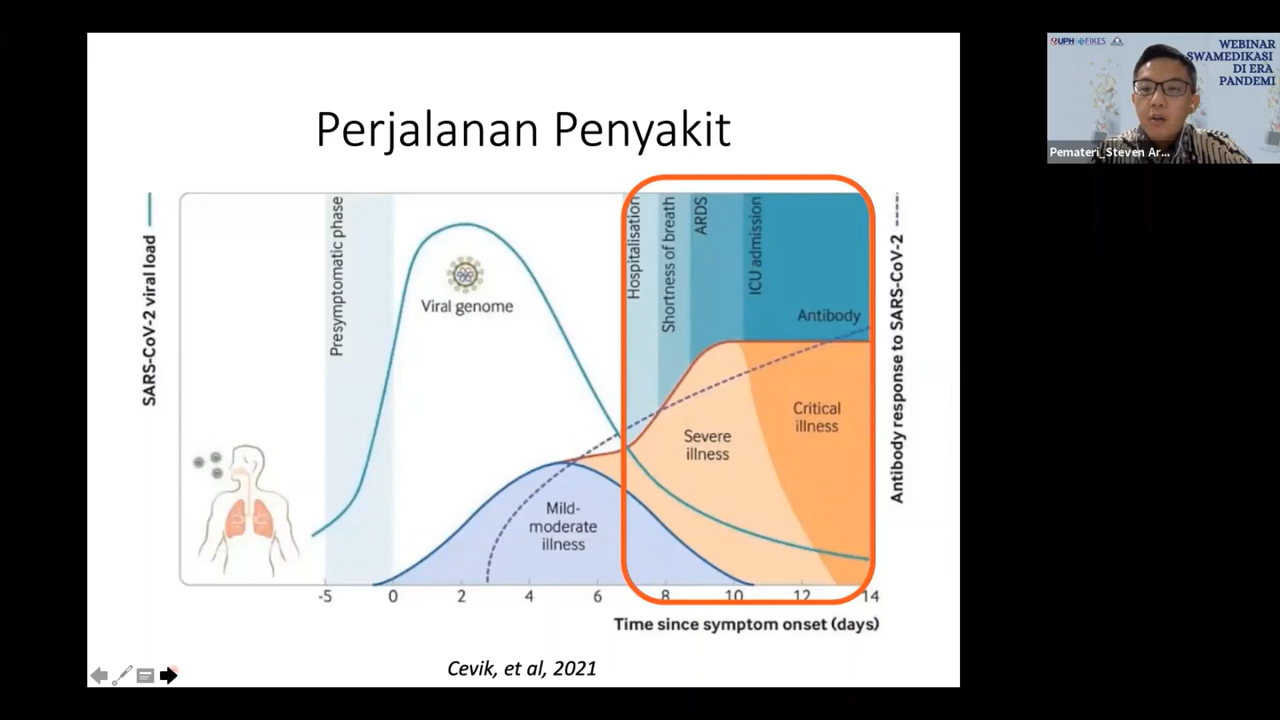 Perjalanan Penyakit
SARS-CoV-2 viral load
Presymptomatic phase
Viral genome
Mild-
moderate
illness
Hospitalisation
Shortness of breath
ARDS
ICU admission
Antibody
Severe
illness
Critical
illness
Antibody response to SARS-CoV-2
-5 0 2 4 6 8 10 12 14
Time since symptom onset (days)
Cevik, et al, 2021
UPH FIKES
WEBINAR
SWAMEDIKASI
DI ERA
PANDEMI
Pemateri_Steven Ar...